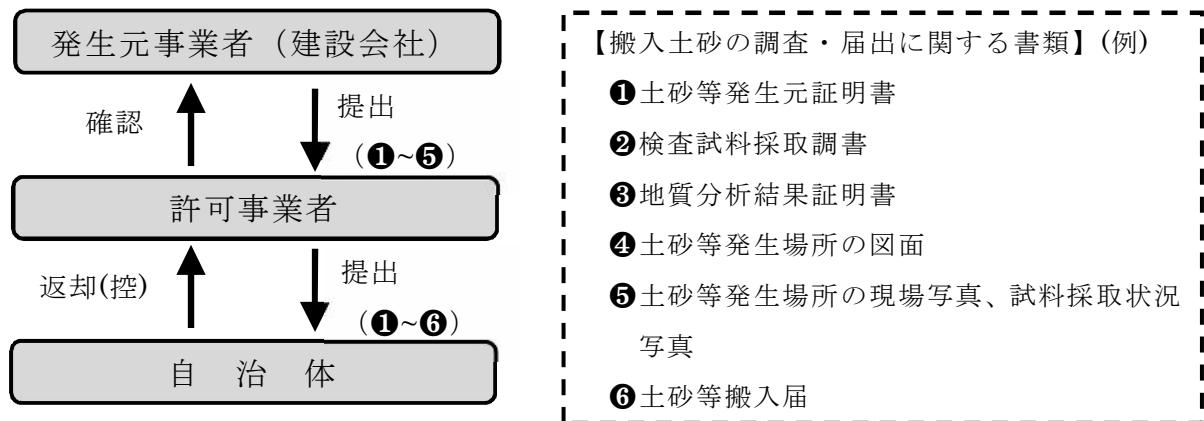 発生元事業者（建設会社）
確認
提出
（❶~❺）
許可事業者
返却(控)
提出
（❶~❻）
自　治　体
【搬入土砂の調査・届出に関する書類】(例)
❶土砂等発生元証明書
❷検査試料採取調書
❸地質分析結果証明書
❹土砂等発生場所の図面
❺土砂等発生場所の現場写真、試料採取状況
写真
❻土砂等搬入届